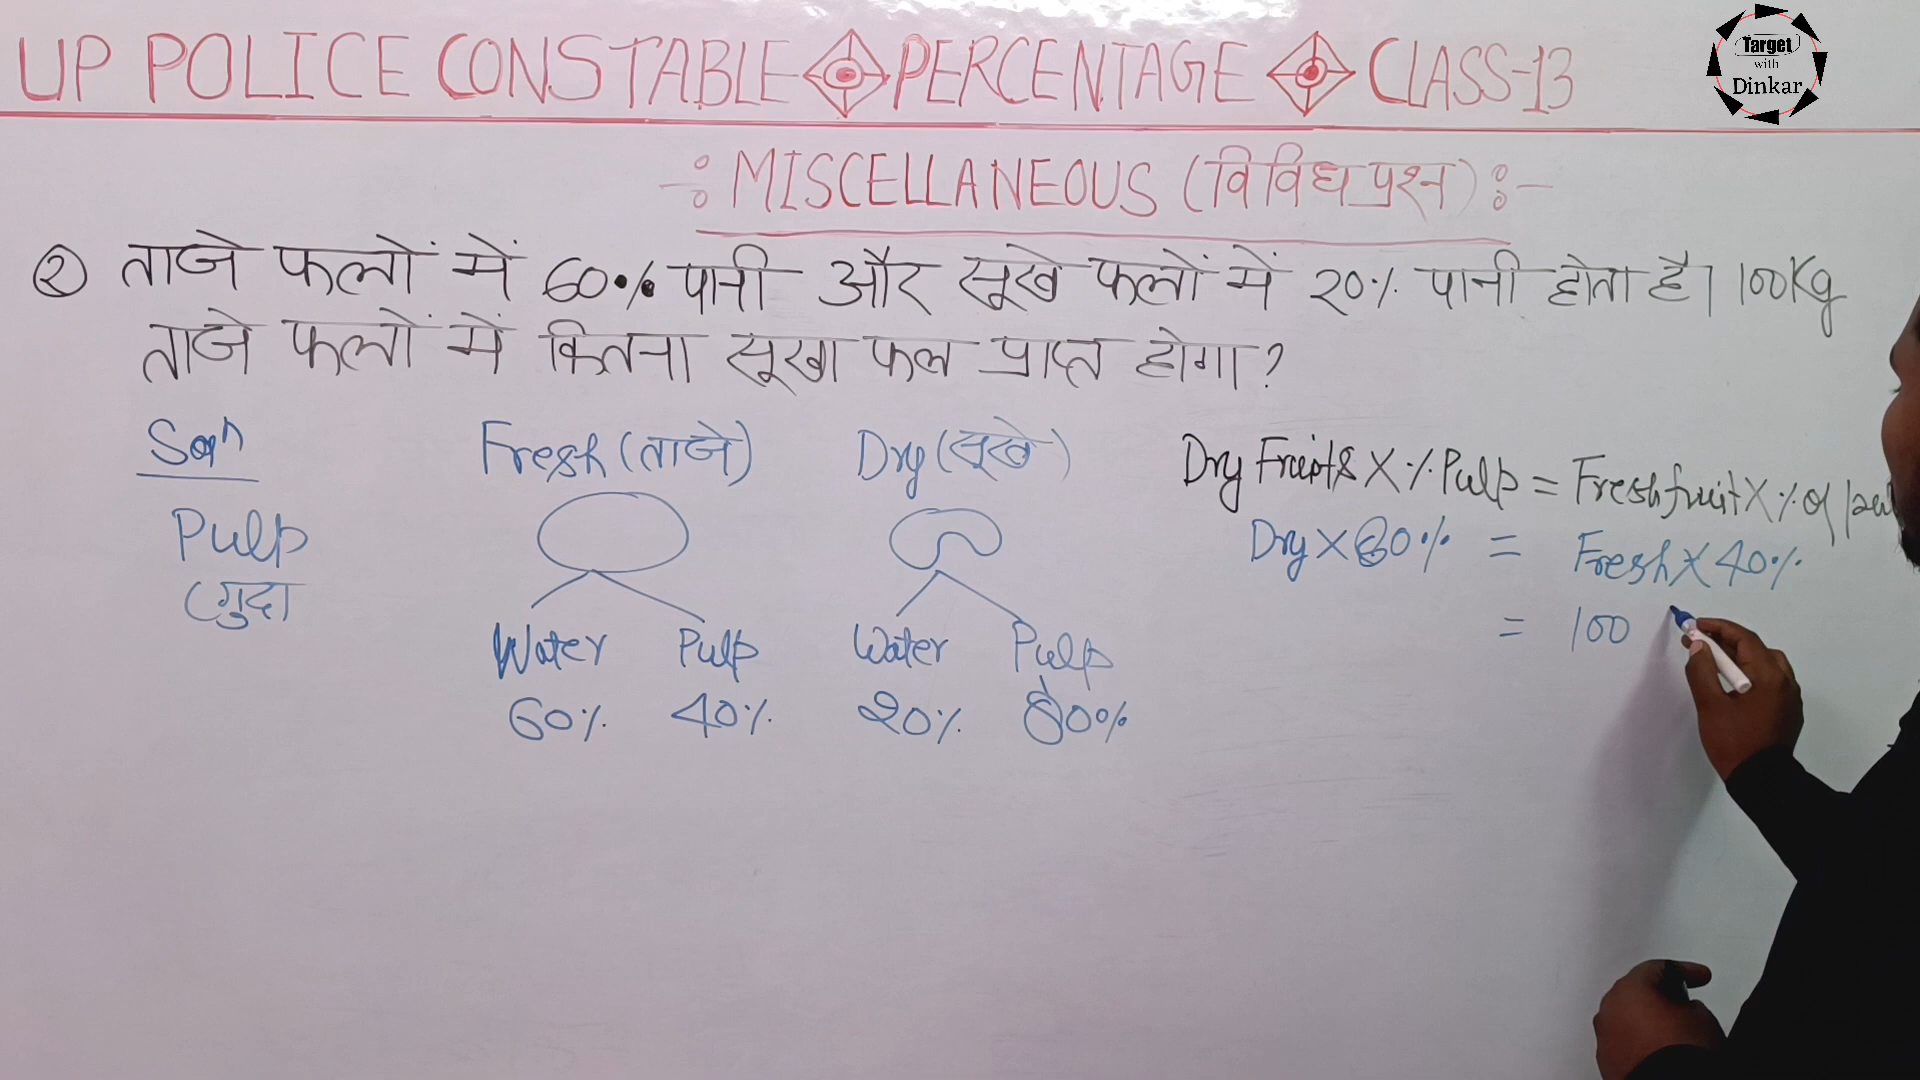 UP POLICE CONSTABLE PERCENTAGE CLASS-13
Target
with
Dinkar
-: MISCELLANEOUS (विविध प्रश्न) :-
② ताजे फलों में 60% पानी और सूखे फलों में 20% पानी होता है। 100Kg
ताजे फलों में कितना सूखा फल प्राप्त होगा?
Soln Fresh (ताजे) Dry (सूखे)
Dry Fruits X % Pulp = Fresh fruit X % of
Pulp
(गुदा)
Dry X 80% = Fresh X 40%
= 100
Water Pulp Water Pulp
60% 40% 20% 80%